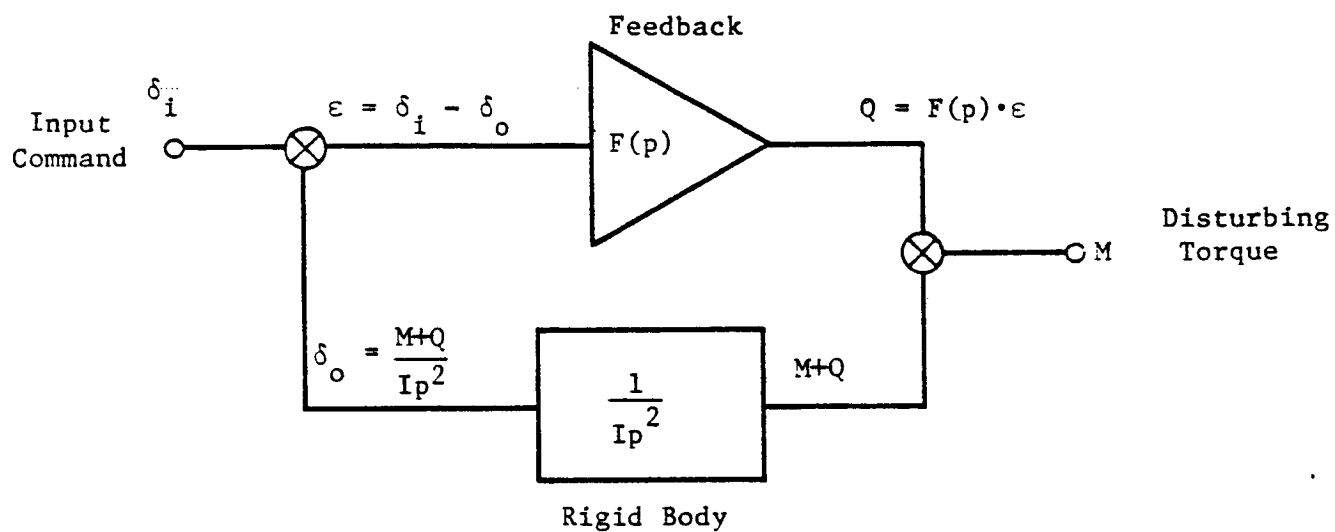 Feedback
δi
Input
Command
ε = δi - δo
F(p)
Q = F(p)·ε
Disturbing
Torque
M
δo = M+Q
Ip²
1
Ip²
M+Q
Rigid Body